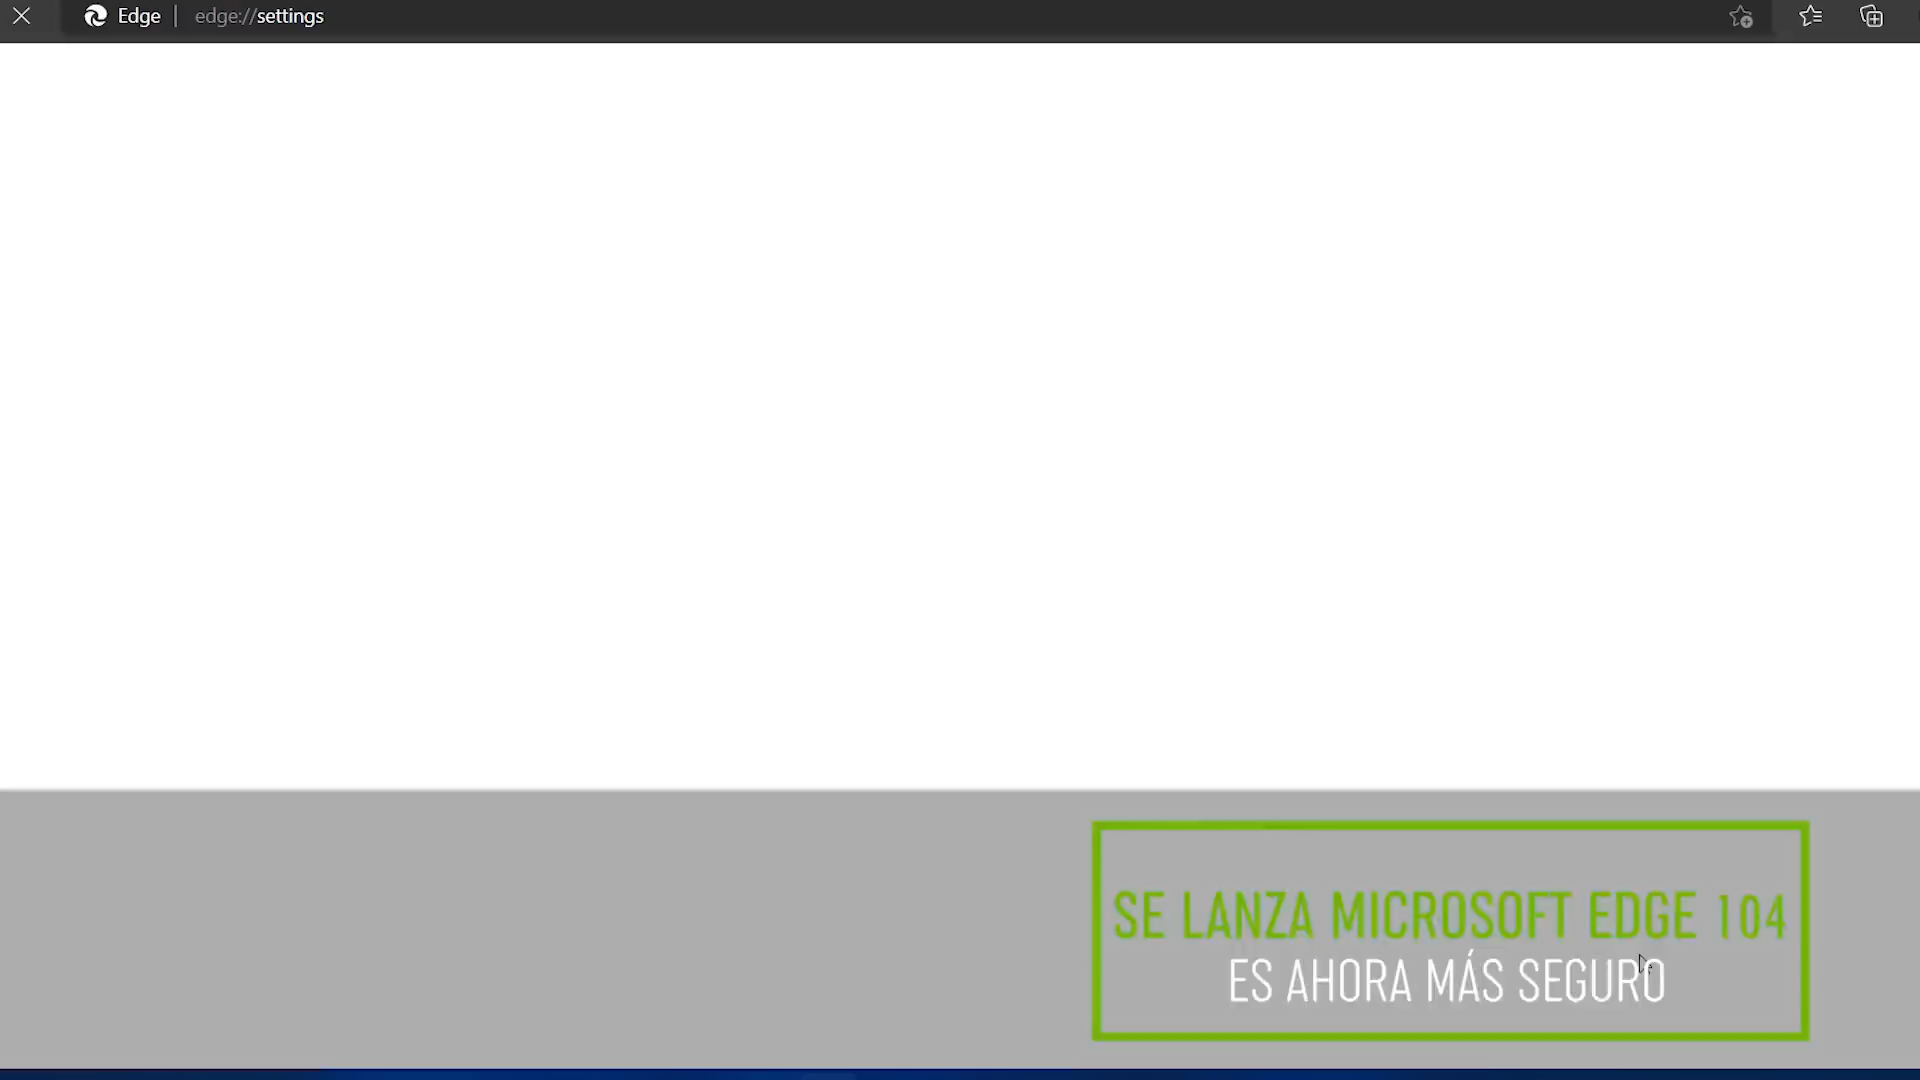 Edge | edge://settings
SE LANZA MICROSOFT EDGE 104
ES AHORA MÁS SEGURO